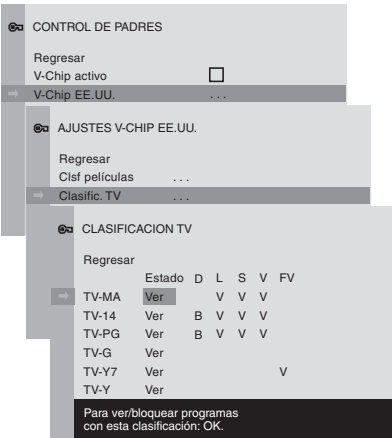 CONTROL DE PADRES
Regresar
V-Chip activo
V-Chip EE.UU. . . .
AJUSTES V-CHIP EE.UU.
Regresar
Clsf películas . . .
Clasific. TV . . .
CLASIFICACION TV
Regresar
Estado D L S V FV
TV-MA Ver V V V
TV-14 Ver B V V V
TV-PG Ver B V V V
TV-G Ver
TV-Y7 Ver V
TV-Y Ver
Para ver/bloquear programas
con esta clasificación: OK.